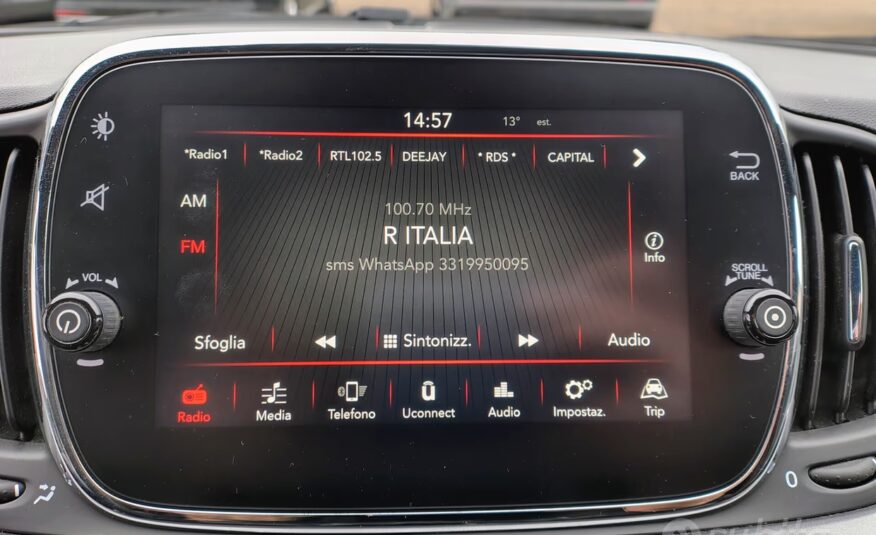 14:57 13° est.
*Radio1 *Radio2 RTL102.5 DEEJAY *RDS* CAPITAL
BACK
AM
100.70 MHz
R ITALIA
FM
Info
sms WhatsApp 3319950095
VOL
SCROLL
TUNE
Sfoglia Sintonizz. Audio
Radio Media Telefono Uconnect Audio Impostaz. Trip
0